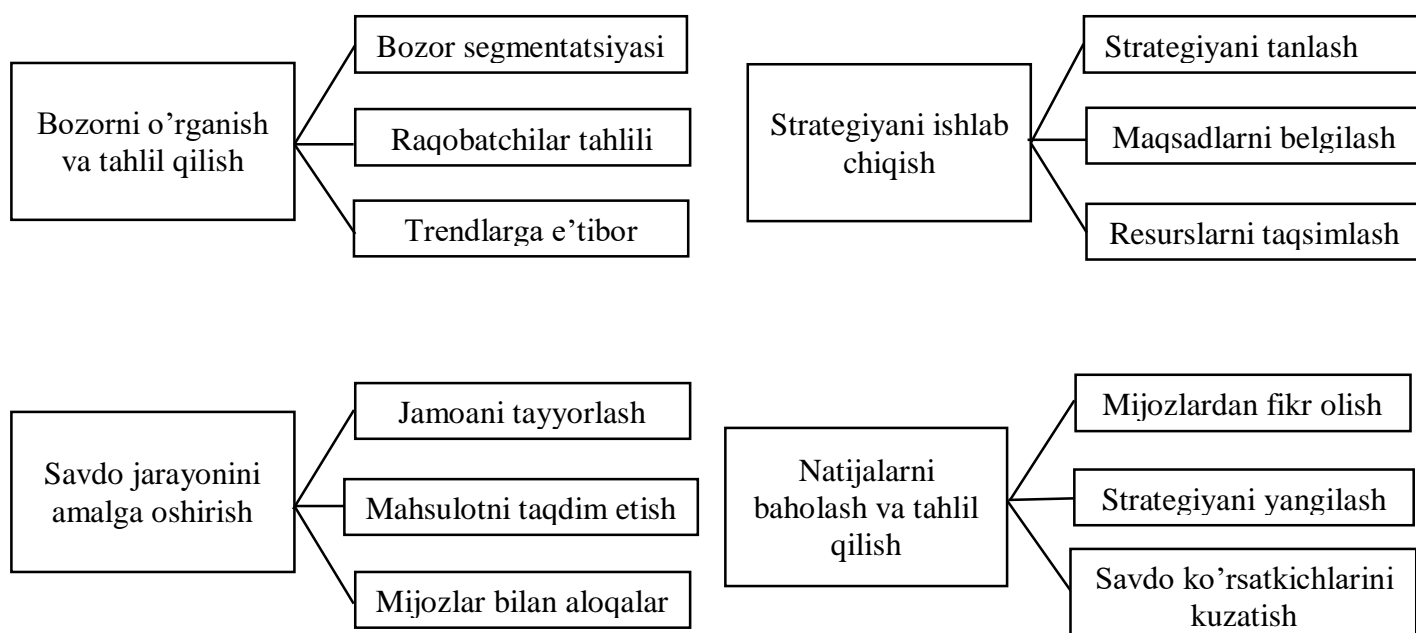 Bozorni o’rganish
va tahlil qilish
Bozor segmentatsiyasi
Raqobatchilar tahlili
Trendlarga e’tibor
Strategiyani ishlab
chiqish
Strategiyani tanlash
Maqsadlarni belgilash
Resurslarni taqsimlash
Savdo jarayonini
amalga oshirish
Jamoani tayyorlash
Mahsulotni taqdim etish
Mijozlar bilan aloqalar
Natijalarni
baholash va tahlil
qilish
Mijozlardan fikr olish
Strategiyani yangilash
Savdo ko’rsatkichlarini
kuzatish